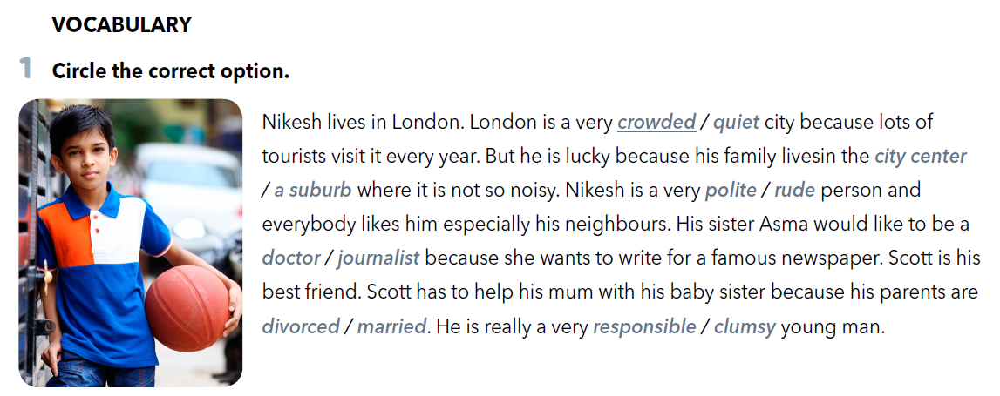 VOCABULARY
1 Circle the correct option.
Nikesh lives in London. London is a very crowded / quiet city because lots of
tourists visit it every year. But he is lucky because his family livesin the city center
/ a suburb where it is not so noisy. Nikesh is a very polite / rude person and
everybody likes him especially his neighbours. His sister Asma would like to be a
doctor / journalist because she wants to write for a famous newspaper. Scott is his
best friend. Scott has to help his mum with his baby sister because his parents are
divorced / married. He is really a very responsible / clumsy young man.